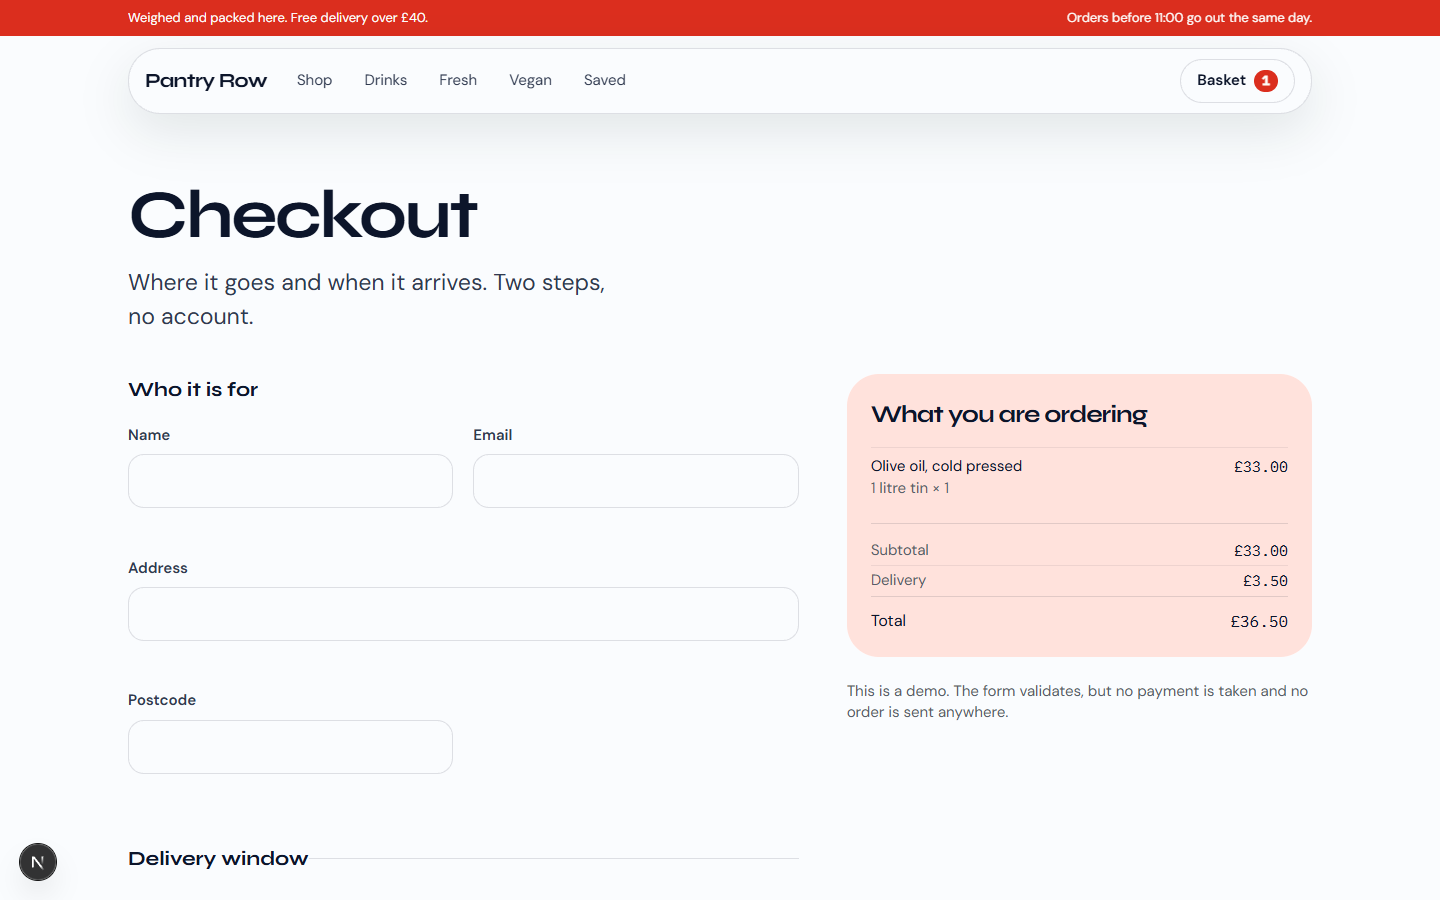 Weighed and packed here. Free delivery over £40.
Orders before 11:00 go out the same day.
Pantry Row
Shop
Drinks
Fresh
Vegan
Saved
Basket 1
Checkout
Where it goes and when it arrives. Two steps,
no account.
Who it is for
Name
Email
Address
Postcode
Delivery window
What you are ordering
Olive oil, cold pressed £33.00
1 litre tin × 1
Subtotal £33.00
Delivery £3.50
Total £36.50
This is a demo. The form validates, but no payment is taken and no
order is sent anywhere.
N